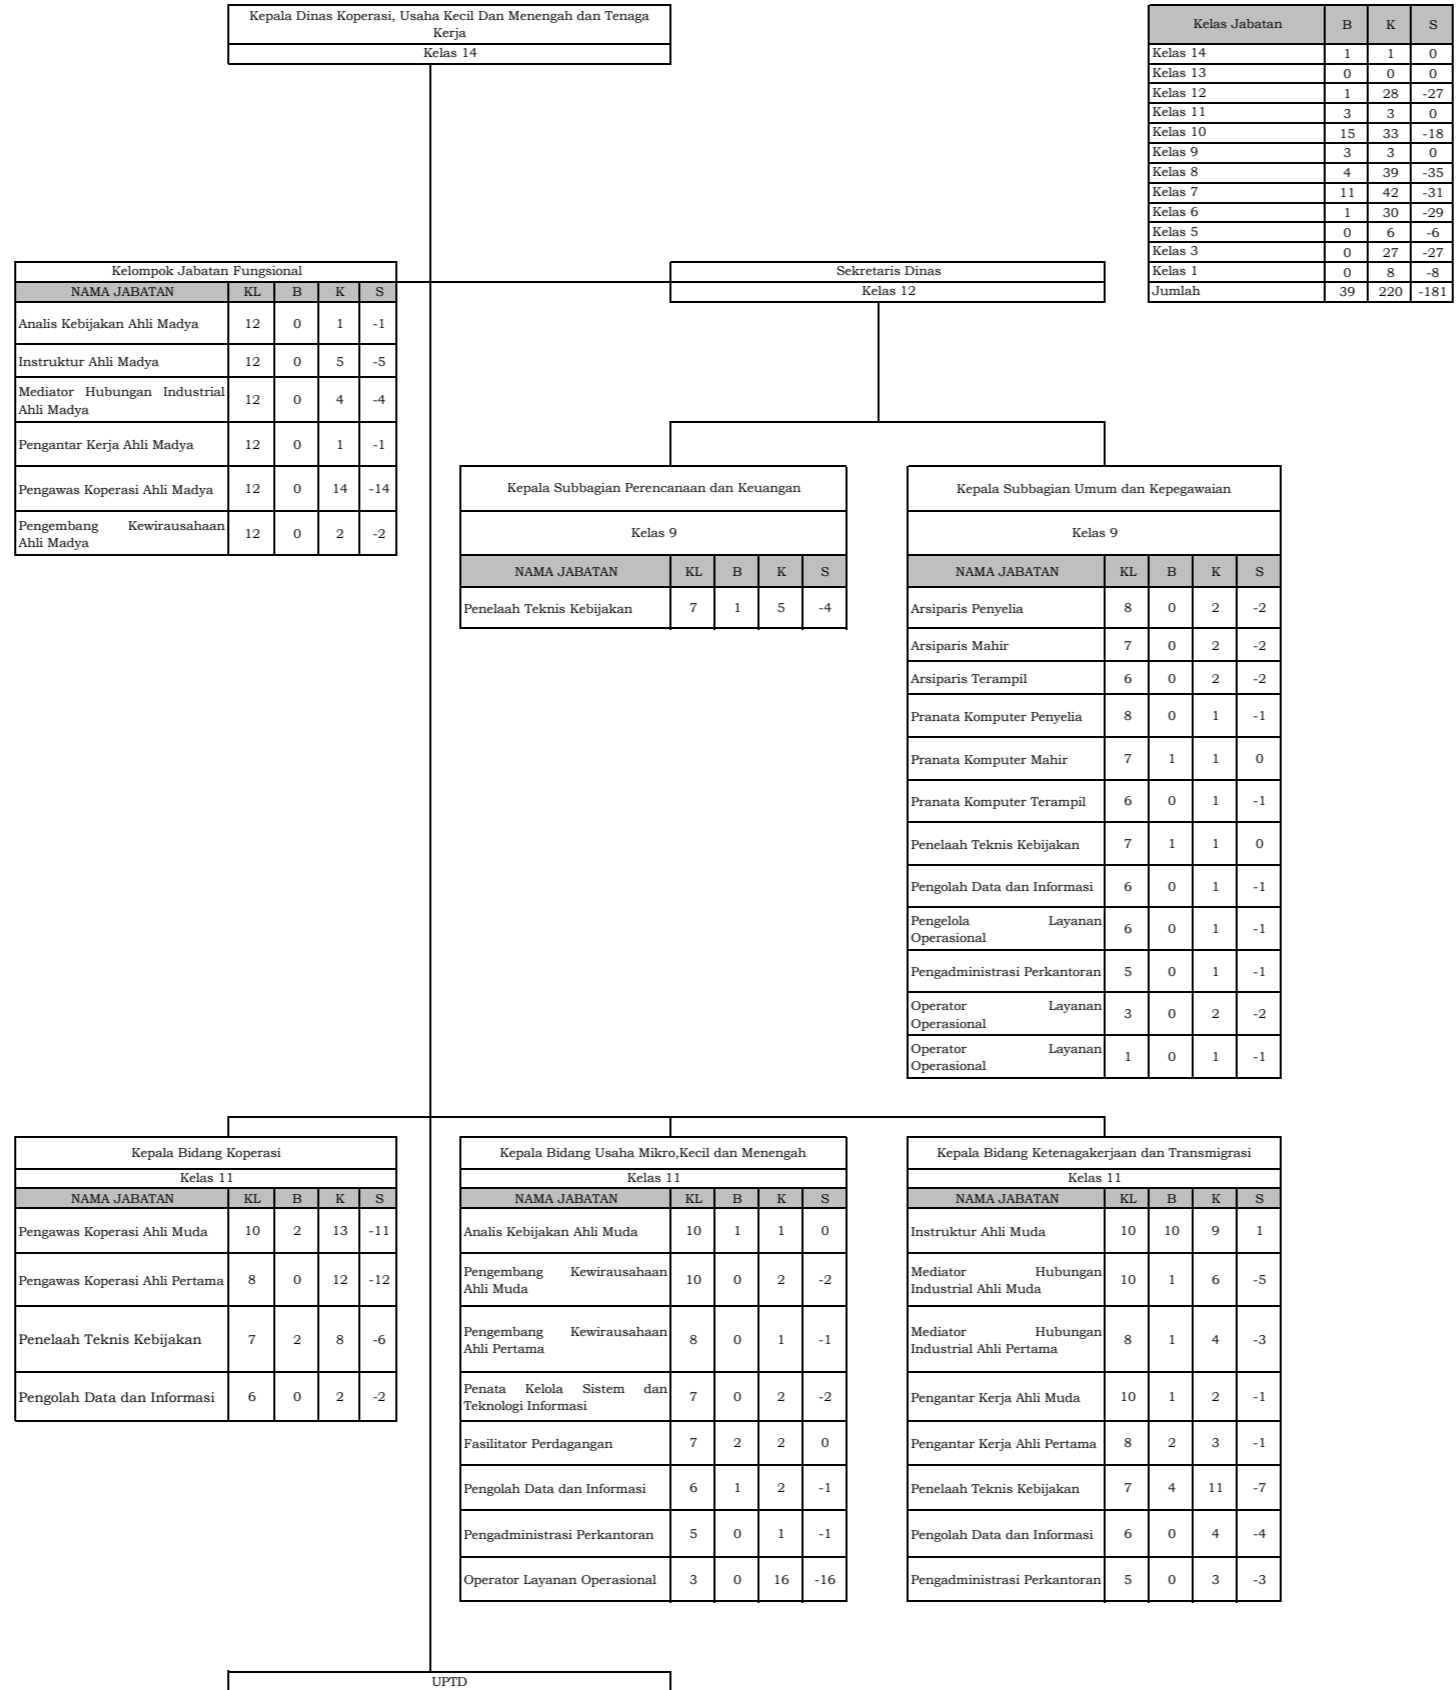 Kepala Dinas Koperasi, Usaha Kecil Dan Menengah dan Tenaga
Kerja
Kelas 14
Kelas Jabatan B K S
Kelas 14 1 1 0
Kelas 13 0 0 0
Kelas 12 1 28 -27
Kelas 11 3 3 0
Kelas 10 15 33 -18
Kelas 9 3 3 0
Kelas 8 4 39 -35
Kelas 7 11 42 -31
Kelas 6 1 30 -29
Kelas 5 0 6 -6
Kelas 3 0 27 -27
Kelas 1 0 8 -8
Jumlah 39 220 -181
Kelompok Jabatan Fungsional
NAMA JABATAN KL B K S
Analis Kebijakan Ahli Madya 12 0 1 -1
Instruktur Ahli Madya 12 0 5 -5
Mediator Hubungan Industrial
Ahli Madya 12 0 4 -4
Pengantar Kerja Ahli Madya 12 0 1 -1
Pengawas Koperasi Ahli Madya 12 0 14 -14
Pengembang Kewirausahaan
Ahli Madya 12 0 2 -2
Sekretaris Dinas
Kelas 12
Kepala Subbagian Perencanaan dan Keuangan
Kelas 9
NAMA JABATAN KL B K S
Penelaah Teknis Kebijakan 7 1 5 -4
Kepala Subbagian Umum dan Kepegawaian
Kelas 9
NAMA JABATAN KL B K S
Arsiparis Penyelia 8 0 2 -2
Arsiparis Mahir 7 0 2 -2
Arsiparis Terampil 6 0 2 -2
Pranata Komputer Penyelia 8 0 1 -1
Pranata Komputer Mahir 7 1 1 0
Pranata Komputer Terampil 6 0 1 -1
Penelaah Teknis Kebijakan 7 1 1 0
Pengolah Data dan Informasi 6 0 1 -1
Pengelola Layanan
Operasional 6 0 1 -1
Pengadministrasi Perkantoran 5 0 1 -1
Operator Layanan
Operasional 3 0 2 -2
Operator Layanan
Operasional 1 0 1 -1
Kepala Bidang Koperasi
Kelas 11
NAMA JABATAN KL B K S
Pengawas Koperasi Ahli Muda 10 2 13 -11
Pengawas Koperasi Ahli Pertama 8 0 12 -12
Penelaah Teknis Kebijakan 7 2 8 -6
Pengolah Data dan Informasi 6 0 2 -2
Kepala Bidang Usaha Mikro,Kecil dan Menengah
Kelas 11
NAMA JABATAN KL B K S
Analis Kebijakan Ahli Muda 10 1 1 0
Pengembang Kewirausahaan
Ahli Muda 10 0 2 -2
Pengembang Kewirausahaan
Ahli Pertama 8 0 1 -1
Penata Kelola Sistem dan
Teknologi Informasi 7 0 2 -2
Fasilitator Perdagangan 7 2 2 0
Pengolah Data dan Informasi 6 1 2 -1
Pengadministrasi Perkantoran 5 0 1 -1
Operator Layanan Operasional 3 0 16 -16
Kepala Bidang Ketenagakerjaan dan Transmigrasi
Kelas 11
NAMA JABATAN KL B K S
Instruktur Ahli Muda 10 10 9 1
Mediator Hubungan
Industrial Ahli Muda 10 1 6 -5
Mediator Hubungan
Industrial Ahli Pertama 8 1 4 -3
Pengantar Kerja Ahli Muda 10 1 2 -1
Pengantar Kerja Ahli Pertama 8 2 3 -1
Penelaah Teknis Kebijakan 7 4 11 -7
Pengolah Data dan Informasi 6 0 4 -4
Pengadministrasi Perkantoran 5 0 3 -3
UPTD